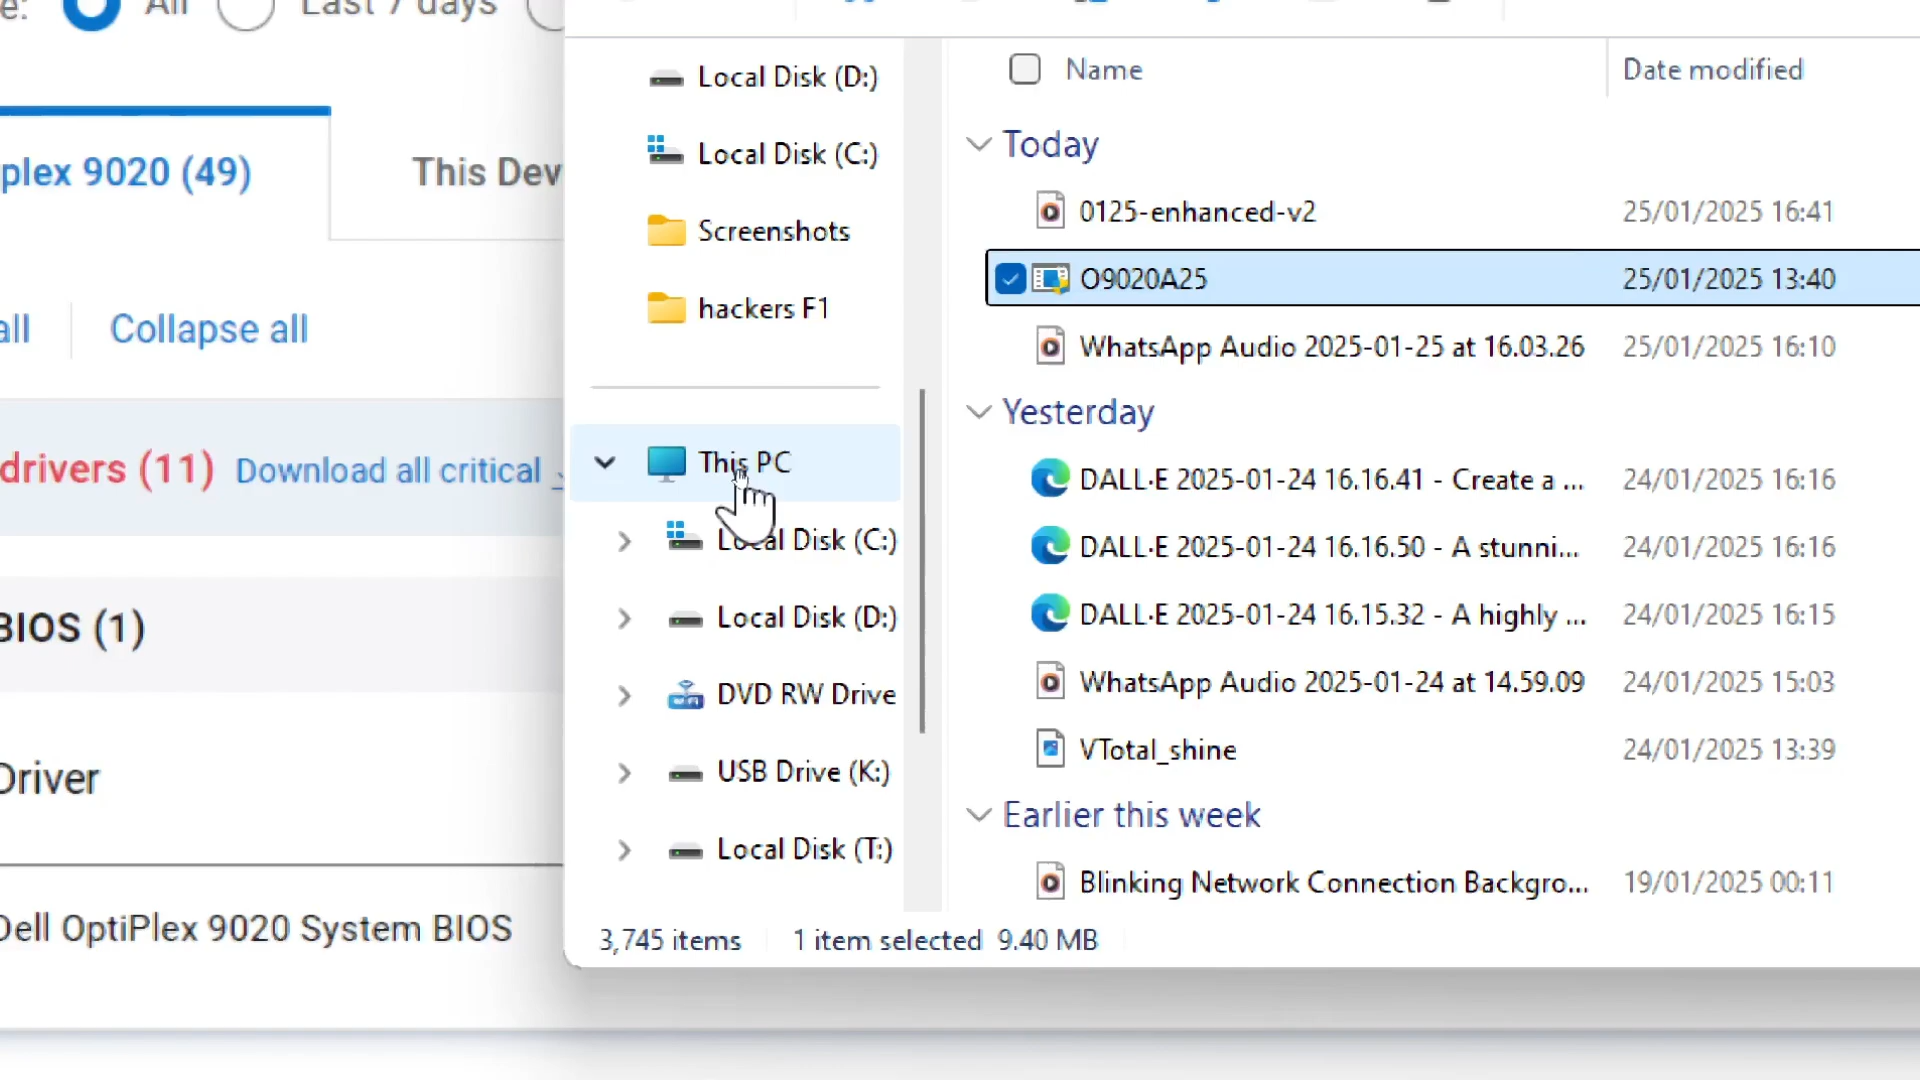 e: All Last 7 days
plex 9020 (49)
This Dev
all
Collapse all
drivers (11) Download all critical
BIOS (1)
Driver
Dell OptiPlex 9020 System BIOS
Local Disk (D:)
Local Disk (C:)
Screenshots
hackers F1
This PC
Local Disk (C:)
Local Disk (D:)
DVD RW Drive
USB Drive (K:)
Local Disk (T:)
Name Date modified
Today
0125-enhanced-v2 25/01/2025 16:41
O9020A25 25/01/2025 13:40
WhatsApp Audio 2025-01-25 at 16.03.26 25/01/2025 16:10
Yesterday
DALL·E 2025-01-24 16.16.41 - Create a ... 24/01/2025 16:16
DALL·E 2025-01-24 16.16.50 - A stunni... 24/01/2025 16:16
DALL·E 2025-01-24 16.15.32 - A highly ... 24/01/2025 16:15
WhatsApp Audio 2025-01-24 at 14.59.09 24/01/2025 15:03
VTotal_shine 24/01/2025 13:39
Earlier this week
Blinking Network Connection Backgro... 19/01/2025 00:11
3,745 items 1 item selected 9.40 MB